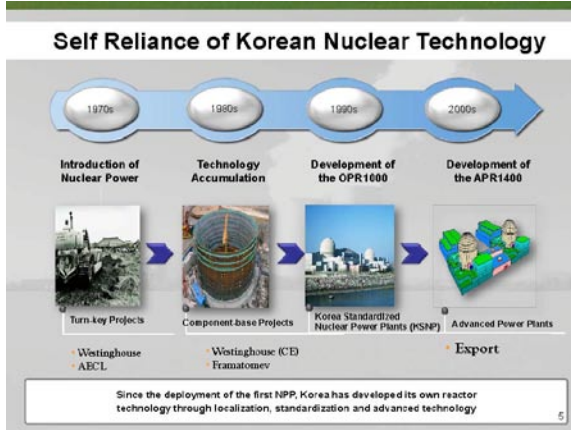 Self Reliance of Korean Nuclear Technology
1970s
1980s
1990s
2000s
Introduction of
Nuclear Power
Technology
Accumulation
Development of
the OPR1000
Development of
the APR1400
Turn-key Projects
Component-base Projects
Korea Standardized
Nuclear Power Plants (KSNP)
Advanced Power Plants
• Westinghouse
• AECL
• Westinghouse (CE)
• Framatomev
• Export
Since the deployment of the first NPP, Korea has developed its own reactor
technology through localization, standardization and advanced technology
5